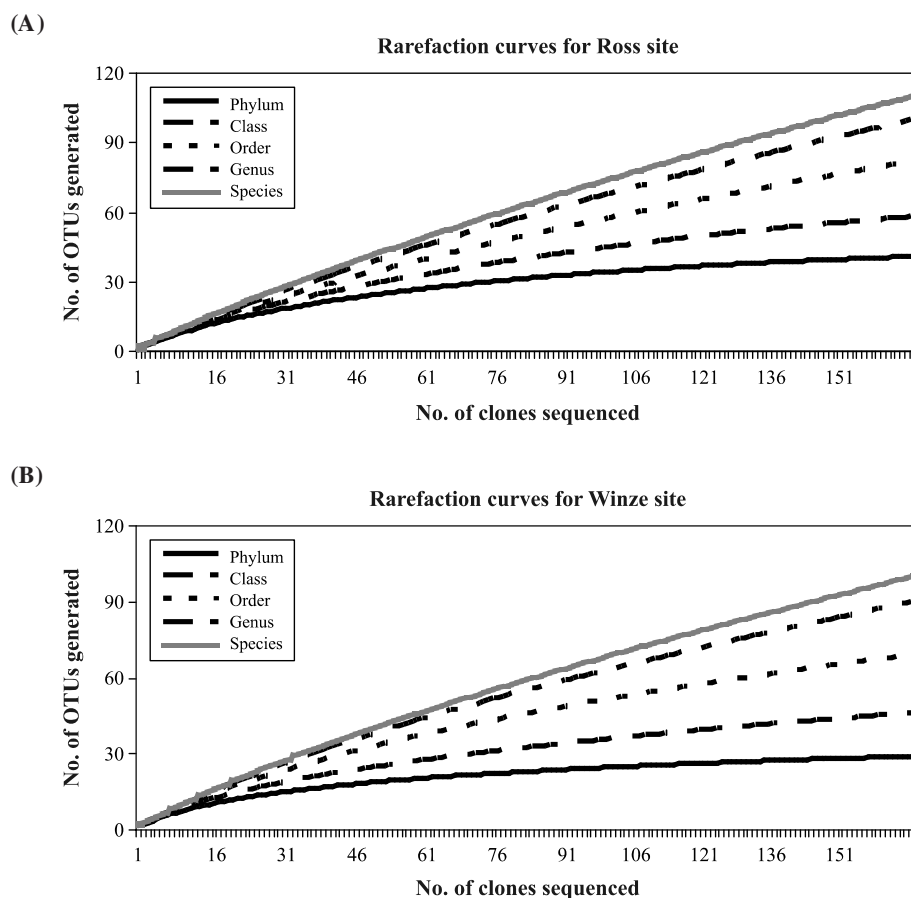 (A)
Rarefaction curves for Ross site
No. of OTUs generated
120
90
60
30
0
Phylum
Class
Order
Genus
Species
1 16 31 46 61 76 91 106 121 136 151
No. of clones sequenced
(B)
Rarefaction curves for Winze site
No. of OTUs generated
120
90
60
30
0
Phylum
Class
Order
Genus
Species
1 16 31 46 61 76 91 106 121 136 151
No. of clones sequenced